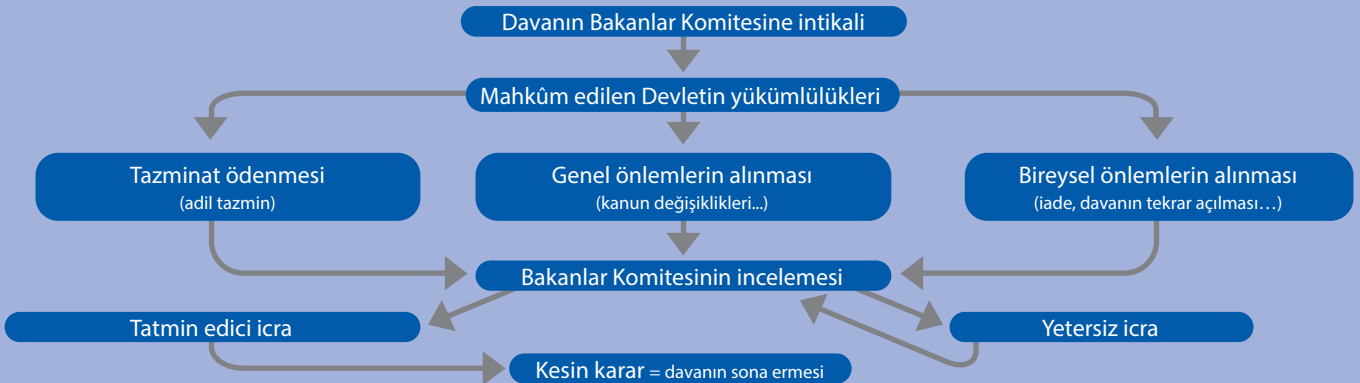 Davanın Bakanlar Komitesine intikali
Mahkûm edilen Devletin yükümlülükleri
Tazminat ödenmesi
(adil tazmin)
Genel önlemlerin alınması
(kanun değişiklikleri...)
Bireysel önlemlerin alınması
(iade, davanın tekrar açılması…)
Bakanlar Komitesinin incelemesi
Tatmin edici icra
Yetersiz icra
Kesin karar = davanın sona ermesi